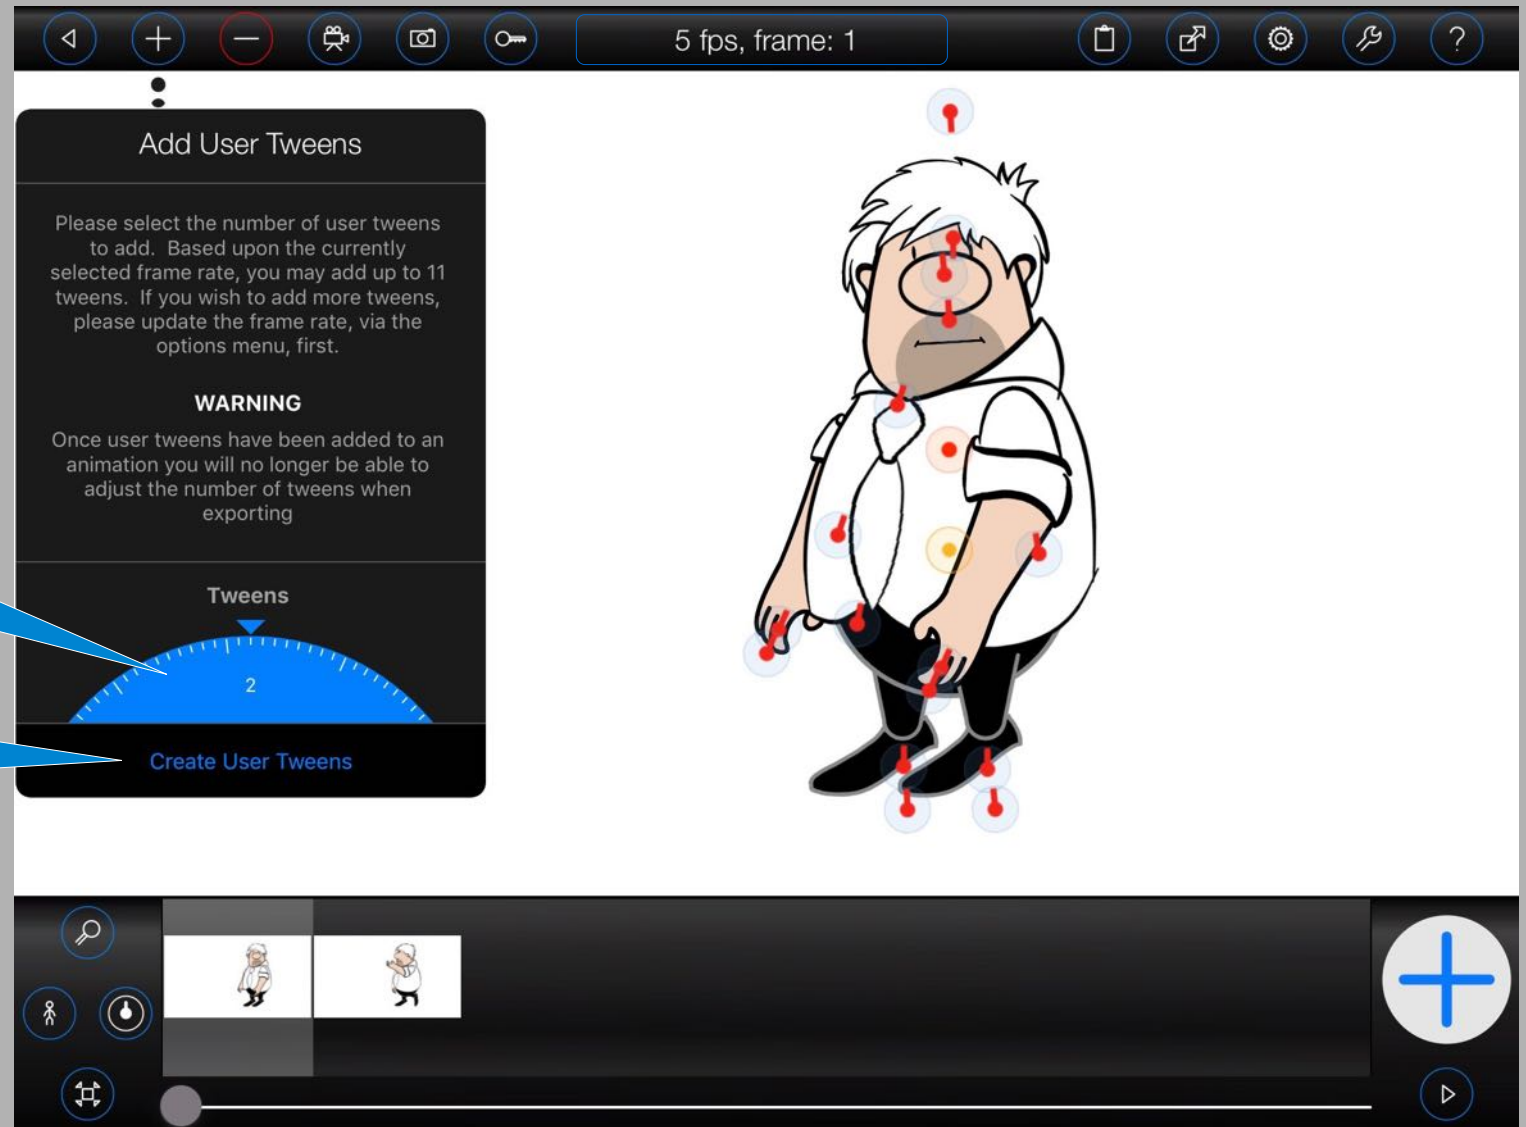 5 fps, frame: 1
?
Add User Tweens
Please select the number of user tweens
to add. Based upon the currently
selected frame rate, you may add up to 11
tweens. If you wish to add more tweens,
please update the frame rate, via the
options menu, first.
WARNING
Once user tweens have been added to an
animation you will no longer be able to
adjust the number of tweens when
exporting
Tweens
2
Create User Tweens